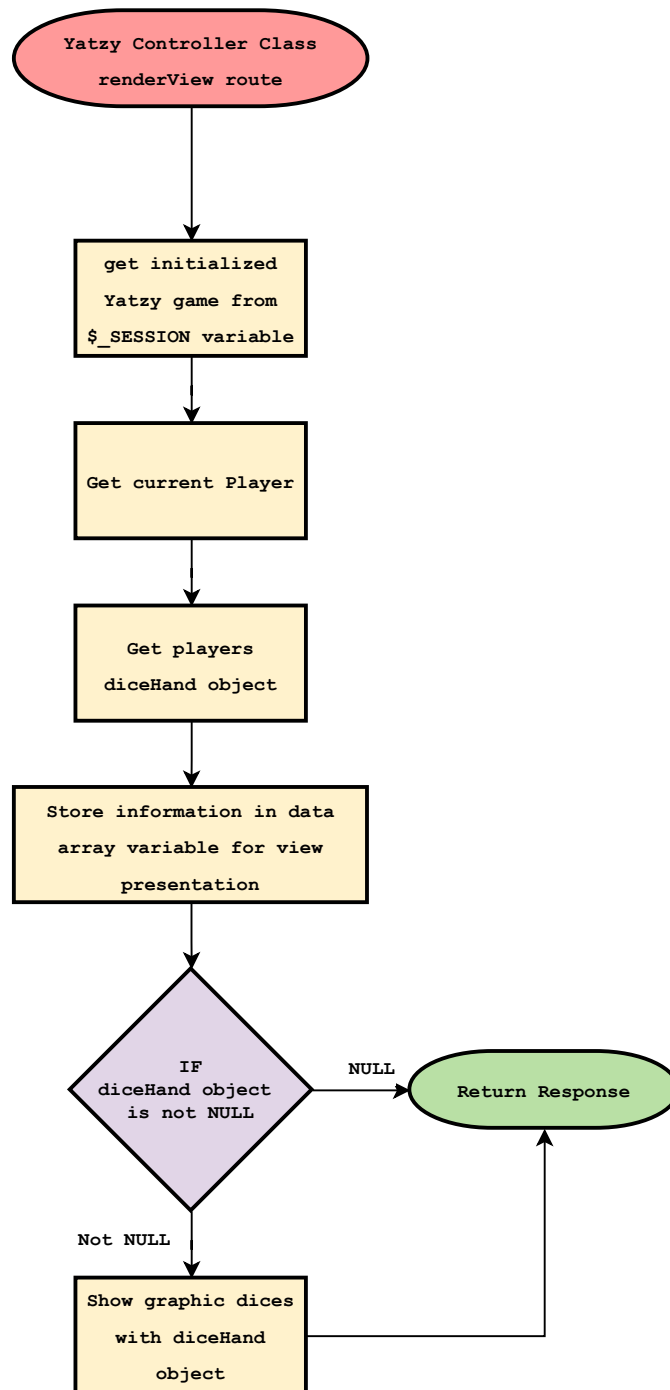 Yatzy Controller Class
renderView route
get initialized
Yatzy game from
$_SESSION variable
Get current Player
Get players
diceHand object
Store information in data
array variable for view
presentation
IF
diceHand object
is not NULL
NULL
Return Response
Not NULL
Show graphic dices
with diceHand
object